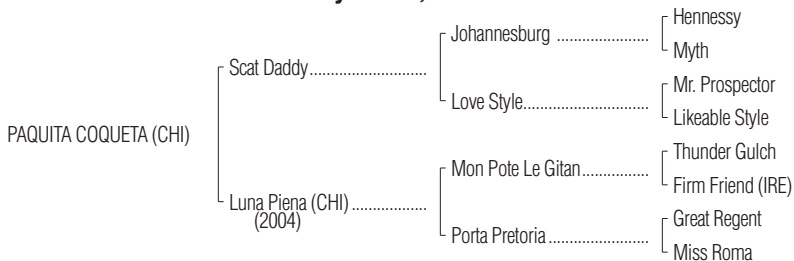 Hennessy
Johannesburg ........................
Myth
Scat Daddy..............................
Mr. Prospector
Love Style................................
Likeable Style
PAQUITA COQUETA (CHI)
Thunder Gulch
Mon Pote Le Gitan.................
Firm Friend (IRE)
Luna Piena (CHI) ...................
(2004)
Great Regent
Porta Pretoria..........................
Miss Roma